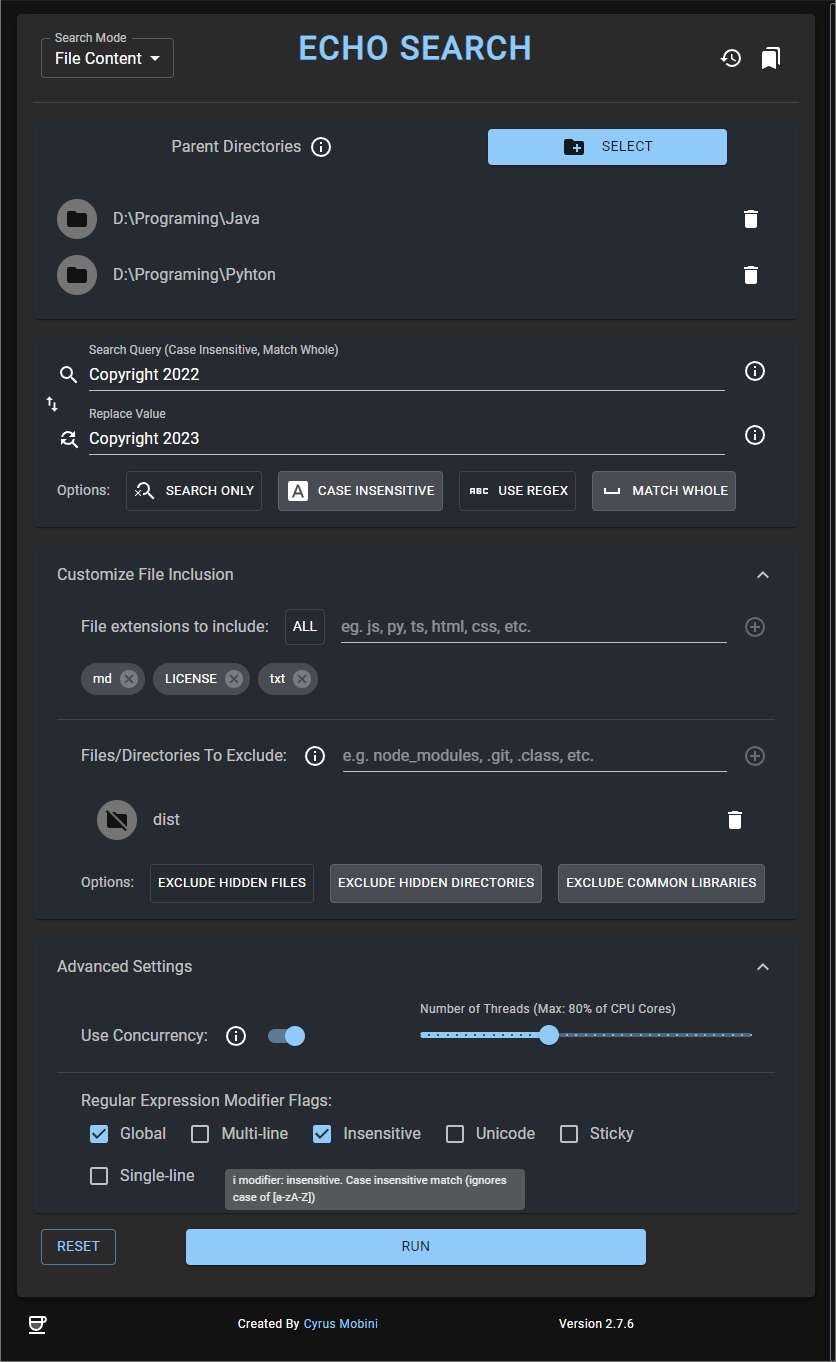 Search Mode
File Content
ECHO SEARCH
Parent Directories
SELECT
D:\Programing\Java
D:\Programing\Pyhton
Search Query (Case Insensitive, Match Whole)
Copyright 2022
Replace Value
Copyright 2023
Options: SEARCH ONLY A CASE INSENSITIVE ABC USE REGEX MATCH WHOLE
Customize File Inclusion
File extensions to include: ALL eg. js, py, ts, html, css, etc.
md LICENSE txt
Files/Directories To Exclude: e.g. node_modules, .git, .class, etc.
dist
Options: EXCLUDE HIDDEN FILES EXCLUDE HIDDEN DIRECTORIES EXCLUDE COMMON LIBRARIES
Advanced Settings
Number of Threads (Max: 80% of CPU Cores)
Use Concurrency:
Regular Expression Modifier Flags:
Global Multi-line Insensitive Unicode Sticky
Single-line
i modifier: insensitive. Case insensitive match (ignores
case of [a-zA-Z])
RESET RUN
Created By Cyrus Mobini Version 2.7.6